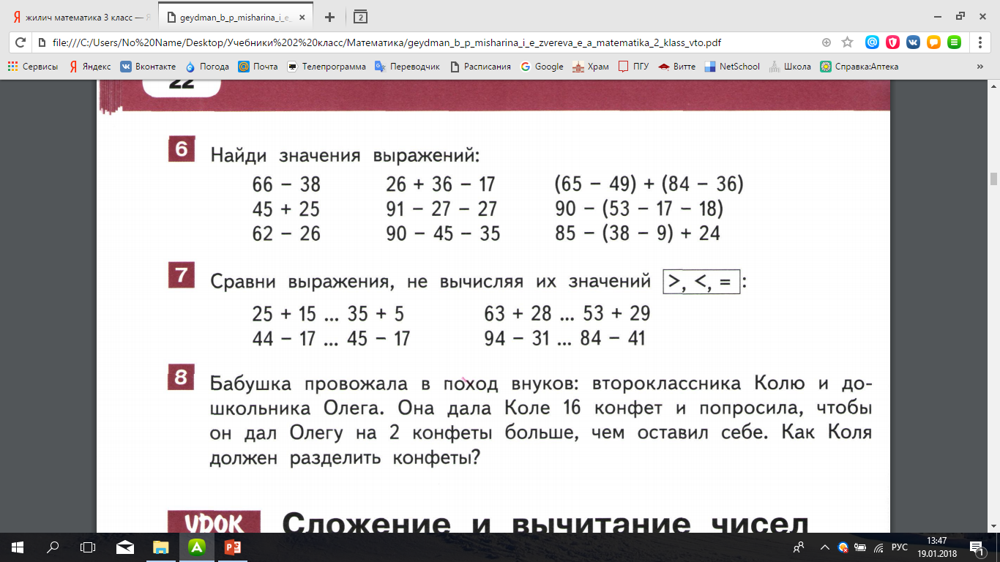 жилич математика 3 класс — Я
geydman_b_p_misharina_i_e_
2
file:///C:/Users/No%20Name/Desktop/Учебники%202%20класс/Математика/geydman_b_p_misharina_i_e_zvereva_e_a_matematika_2_klass_vto.pdf
Сервисы Яндекс Вконтакте Погода Почта Телепрограмма Переводчик Расписания Google Храм ПГУ Витте NetSchool Школа Справка:Аптека »
22
6 Найди значения выражений:
66 − 38 26 + 36 − 17 (65 − 49) + (84 − 36)
45 + 25 91 − 27 − 27 90 − (53 − 17 − 18)
62 − 26 90 − 45 − 35 85 − (38 − 9) + 24
7 Сравни выражения, не вычисляя их значений >, <, = :
25 + 15 ... 35 + 5 63 + 28 ... 53 + 29
44 − 17 ... 45 − 17 94 − 31 ... 84 − 41
8 Бабушка провожала в поход внуков: второклассника Колю и до-
школьника Олега. Она дала Коле 16 конфет и попросила, чтобы
он дал Олегу на 2 конфеты больше, чем оставил себе. Как Коля
должен разделить конфеты?
УРОК Сложение и вычитание чисел
РУС 13:47
19.01.2018 1